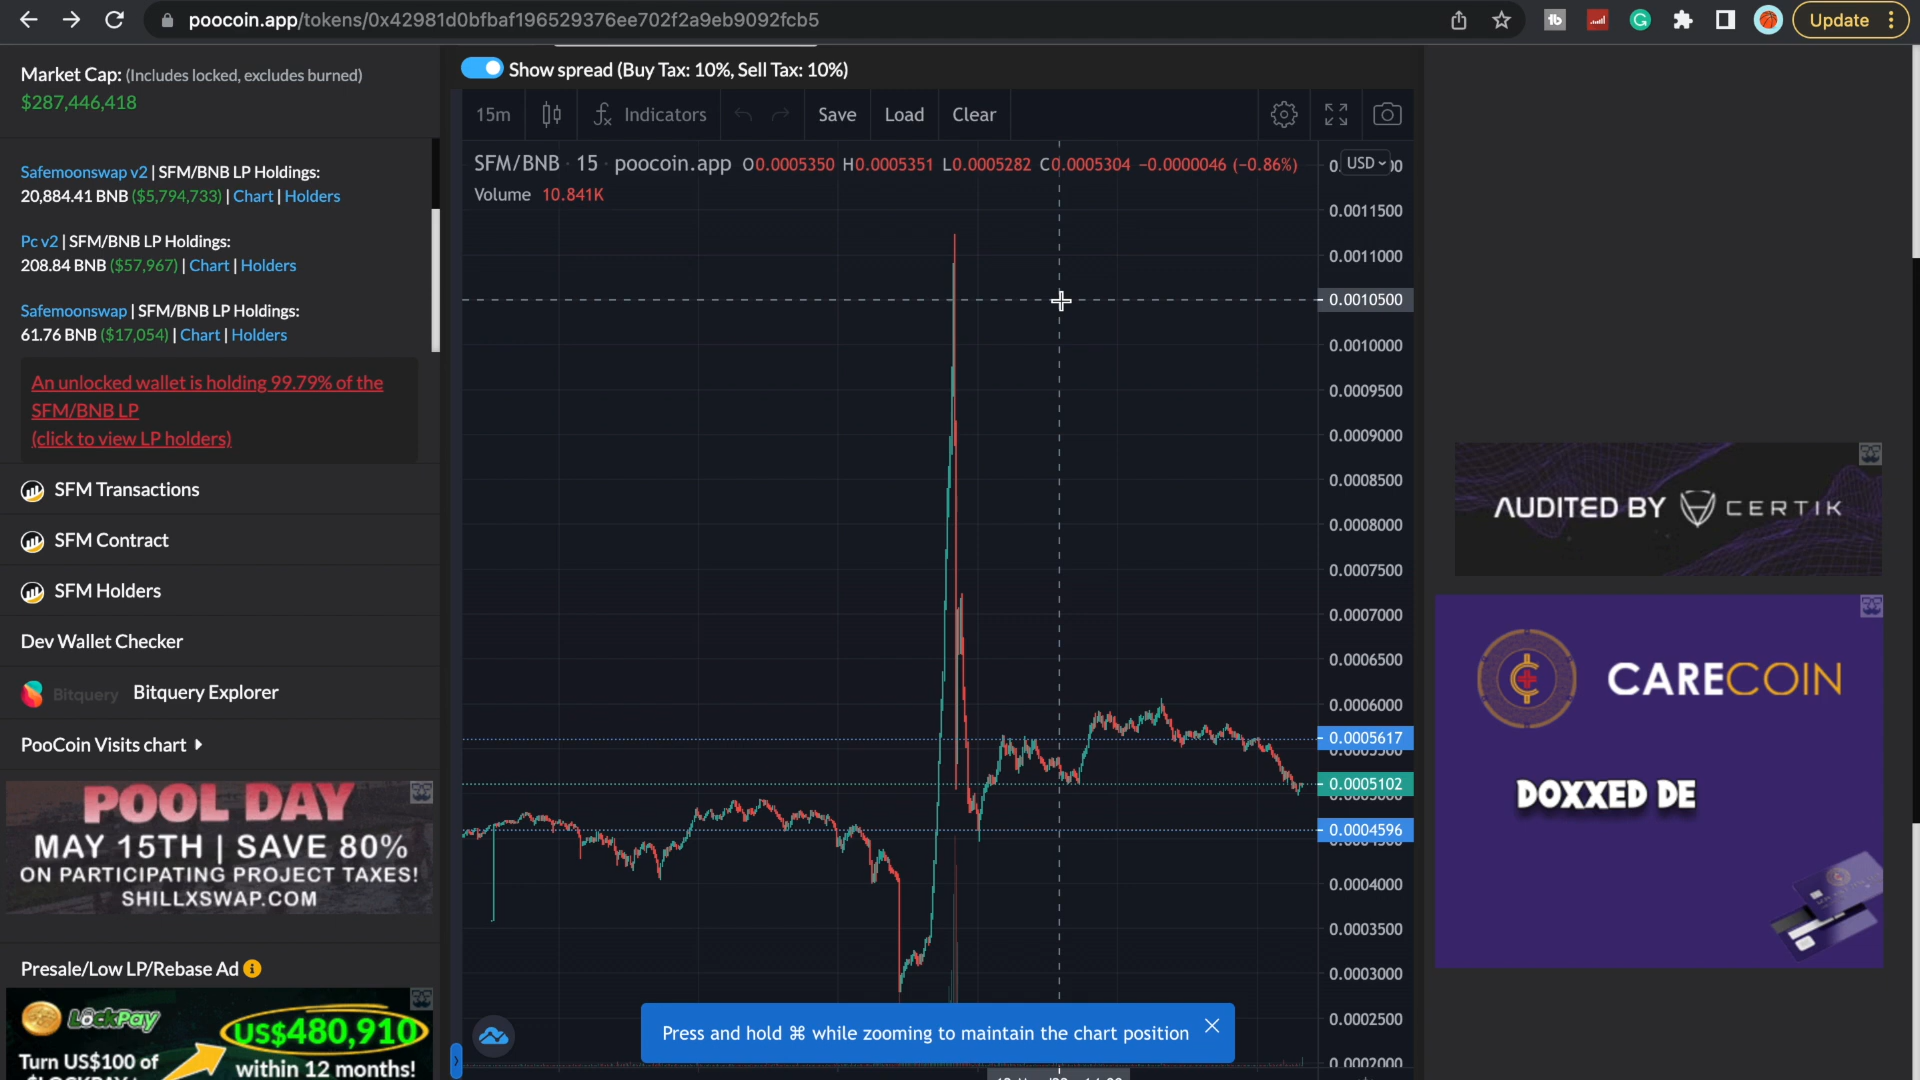 poocoin.app/tokens/0x42981d0bfbaf196529376ee702f2a9eb9092fcb5
Update
Market Cap: (Includes locked, excludes burned)
$287,446,418
Safemoonswap v2 | SFM/BNB LP Holdings:
20,884.41 BNB ($5,794,733) | Chart | Holders
Pc v2 | SFM/BNB LP Holdings:
208.84 BNB ($57,967) | Chart | Holders
Safemoonswap | SFM/BNB LP Holdings:
61.76 BNB ($17,054) | Chart | Holders
An unlocked wallet is holding 99.79% of the
SFM/BNB LP
(click to view LP holders)
SFM Transactions
SFM Contract
SFM Holders
Dev Wallet Checker
Bitquery Bitquery Explorer
PooCoin Visits chart
POOL DAY
MAY 15TH | SAVE 80%
ON PARTICIPATING PROJECT TAXES!
SHILLXSWAP.COM
Presale/Low LP/Rebase Ad
LockPay
US$480,910
Turn US$100 of
within 12 months!
Show spread (Buy Tax: 10%, Sell Tax: 10%)
15m Indicators Save Load Clear
SFM/BNB · 15 · poocoin.app O0.0005350 H0.0005351 L0.0005282 C0.0005304 −0.0000046 (−0.86%)
Volume 10.841K
USD
0.0011500
0.0011000
0.0010500
0.0010000
0.0009500
0.0009000
0.0008500
0.0008000
0.0007500
0.0007000
0.0006500
0.0006000
0.0005617
0.0005102
0.0004596
0.0004000
0.0003500
0.0003000
0.0002500
0.0002000
Press and hold ⌘ while zooming to maintain the chart position
AUDITED BY CERTIK
CARECOIN
DOXXED DE